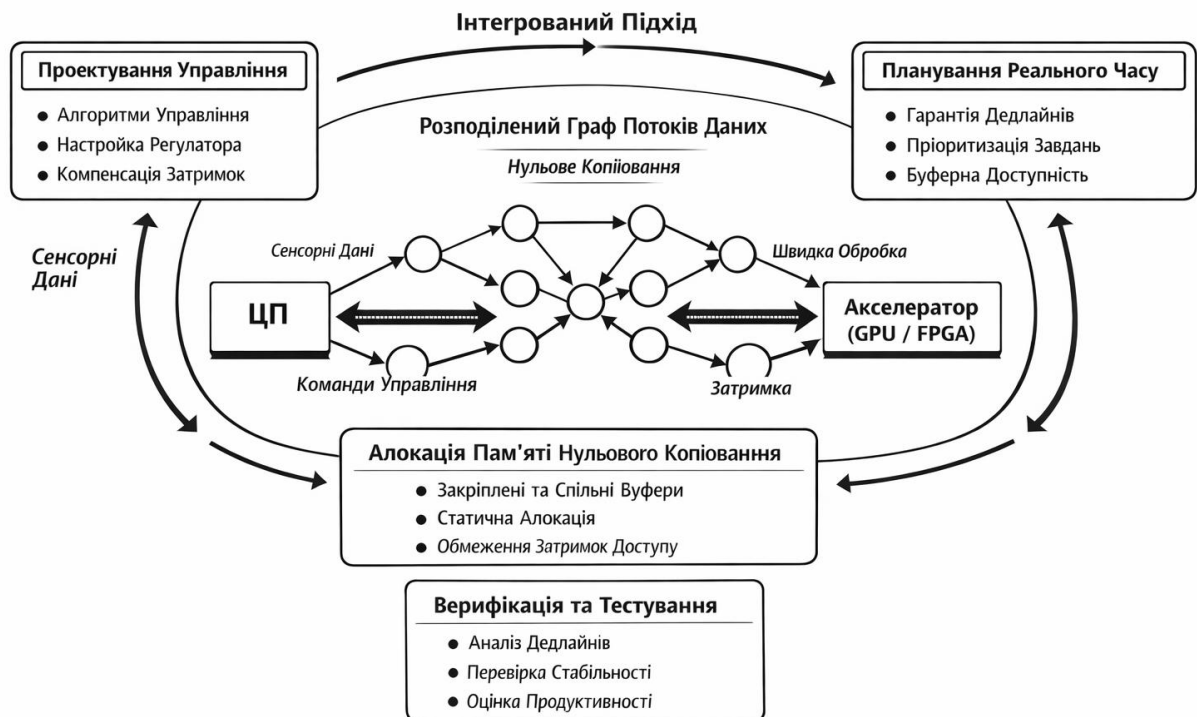 Інтегрований Підхід
Проектування Управління
● Алгоритми Управління
● Настройка Регулятора
● Компенсація Затримок
Планування Реального Часу
● Гарантія Дедлайнів
● Пріоритизація Завдань
● Буферна Доступність
Розподілений Граф Потоків Даних
Нульове Копіювання
Сенсорні
Дані
Сенсорні Дані
Швидка Обробка
ЦП
Акселератор
(GPU / FPGA)
Команди Управління
Затримка
Алокація Пам'яті Нульового Копіовання
● Закріплені та Спільні Вуфери
● Статична Алокація
● Обмеження Затримок Доступу
Верифікація та Тестування
● Аналіз Дедлайнів
● Перевірка Стабільності
● Оцінка Продуктивності